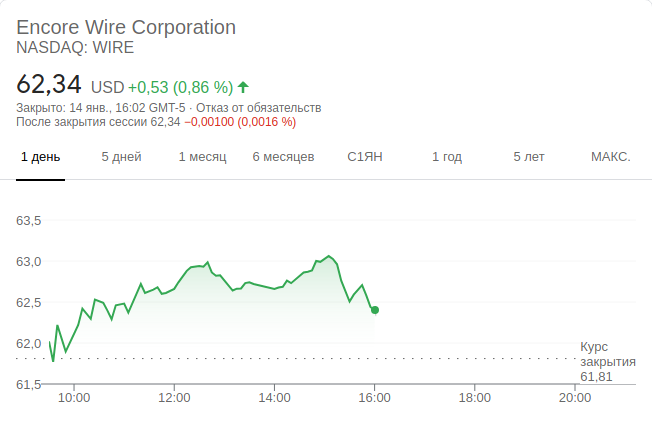 Encore Wire Corporation
NASDAQ: WIRE
62,34 USD +0,53 (0,86 %)
Закрыто: 14 янв., 16:02 GMT-5 · Отказ от обязательств
После закрытия сессии 62,34 −0,00100 (0,0016 %)
1 день 5 дней 1 месяц 6 месяцев С1ЯН 1 год 5 лет МАКС.
63,5
63,0
62,5
62,0
Курс
закрытия
61,81
61,5
10:00 12:00 14:00 16:00 18:00 20:00